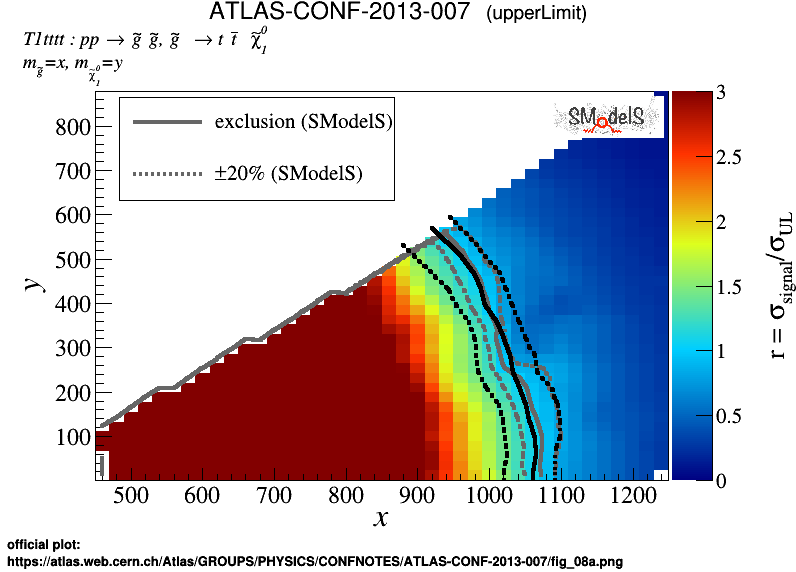 ATLAS-CONF-2013-007 (upperLimit)
T1tttt : pp → g̃ g̃, g̃ → t t̄ χ̃⁰₁
m_g̃=x, m_χ̃⁰₁=y
exclusion (SModelS)
±20% (SModelS)
SModelS
800
700
600
500
400
300
200
100
y
500 600 700 800 900 1000 1100 1200
x
3
2.5
2
1.5
1
0.5
0
r = σ_signal/σ_UL
official plot:
https://atlas.web.cern.ch/Atlas/GROUPS/PHYSICS/CONFNOTES/ATLAS-CONF-2013-007/fig_08a.png